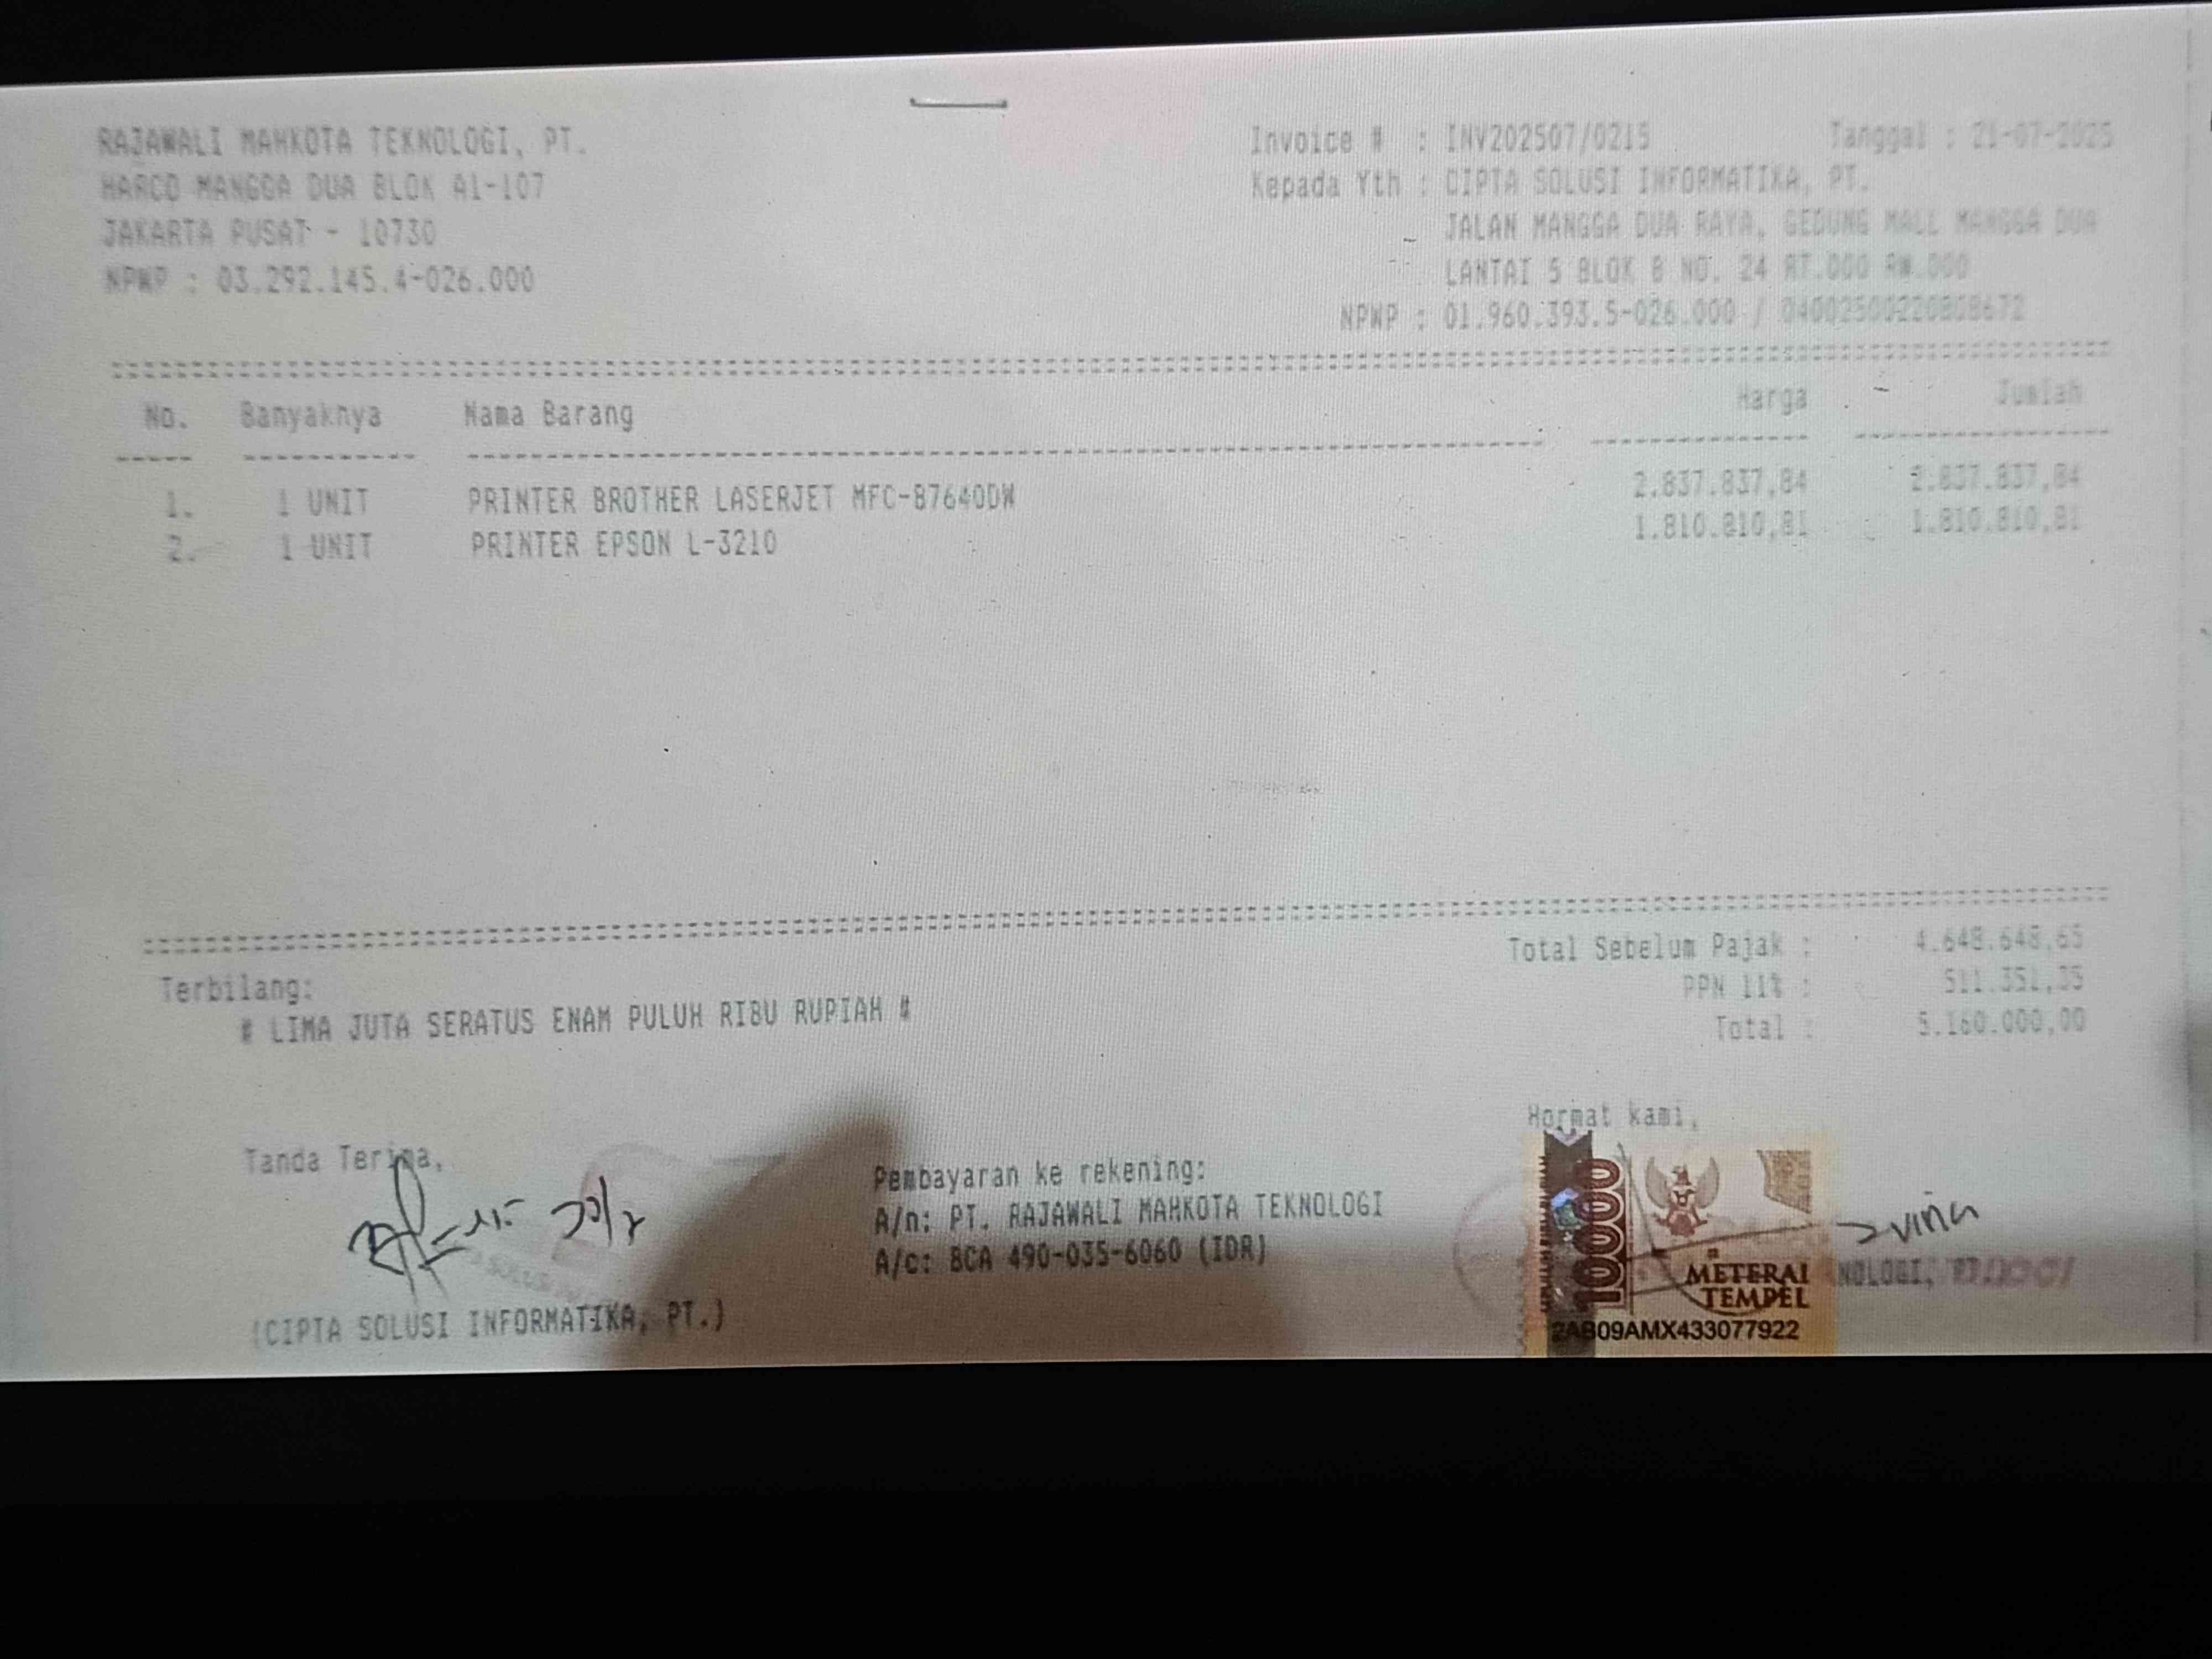 RAJAWALI MAHKOTA TEKNOLOGI, PT.
HARCO MANGGA DUA BLOK A1-107
JAKARTA PUSAT - 10730
NPWP : 03.292.145.4-026.000
Invoice # : INV202507/0215 Tanggal : 21-07-2025
Kepada Yth : CIPTA SOLUSI INFORMATIKA, PT.
JALAN MANGGA DUA RAYA, GEDUNG MALL MANGGA DUA
LANTAI 5 BLOK B NO. 24 RT.000 RW.000
NPWP : 01.960.393.5-026.000 /
No. Banyaknya Nama Barang Harga Jumlah
1. 1 UNIT PRINTER BROTHER LASERJET MFC-B7640DW 2.837.837,84 2.837.837,84
2. 1 UNIT PRINTER EPSON L-3210 1.810.810,81 1.810.810,81
Total Sebelum Pajak : 4.648.648,65
PPN 11% : 511.351,35
Total : 5.160.000,00
Terbilang:
# LIMA JUTA SERATUS ENAM PULUH RIBU RUPIAH #
Tanda Terima,
(CIPTA SOLUSI INFORMATIKA, PT.)
Pembayaran ke rekening:
A/n: PT. RAJAWALI MAHKOTA TEKNOLOGI
A/c: BCA 490-035-6060 (IDR)
Hormat kami,
10000
METERAI
TEMPEL
2AB09AMX433077922
NOLOGI,